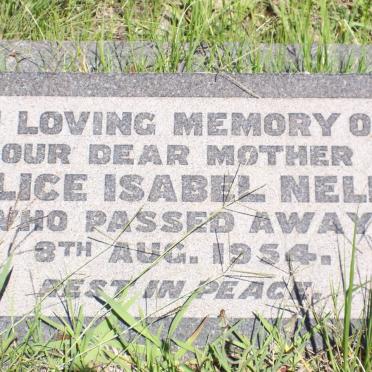 LOVING MEMORY O
OUR DEAR MOTHER
LICE ISABEL NEL
WHO PASSED AWAY
8TH AUG. 1954.
REST IN PEACE.